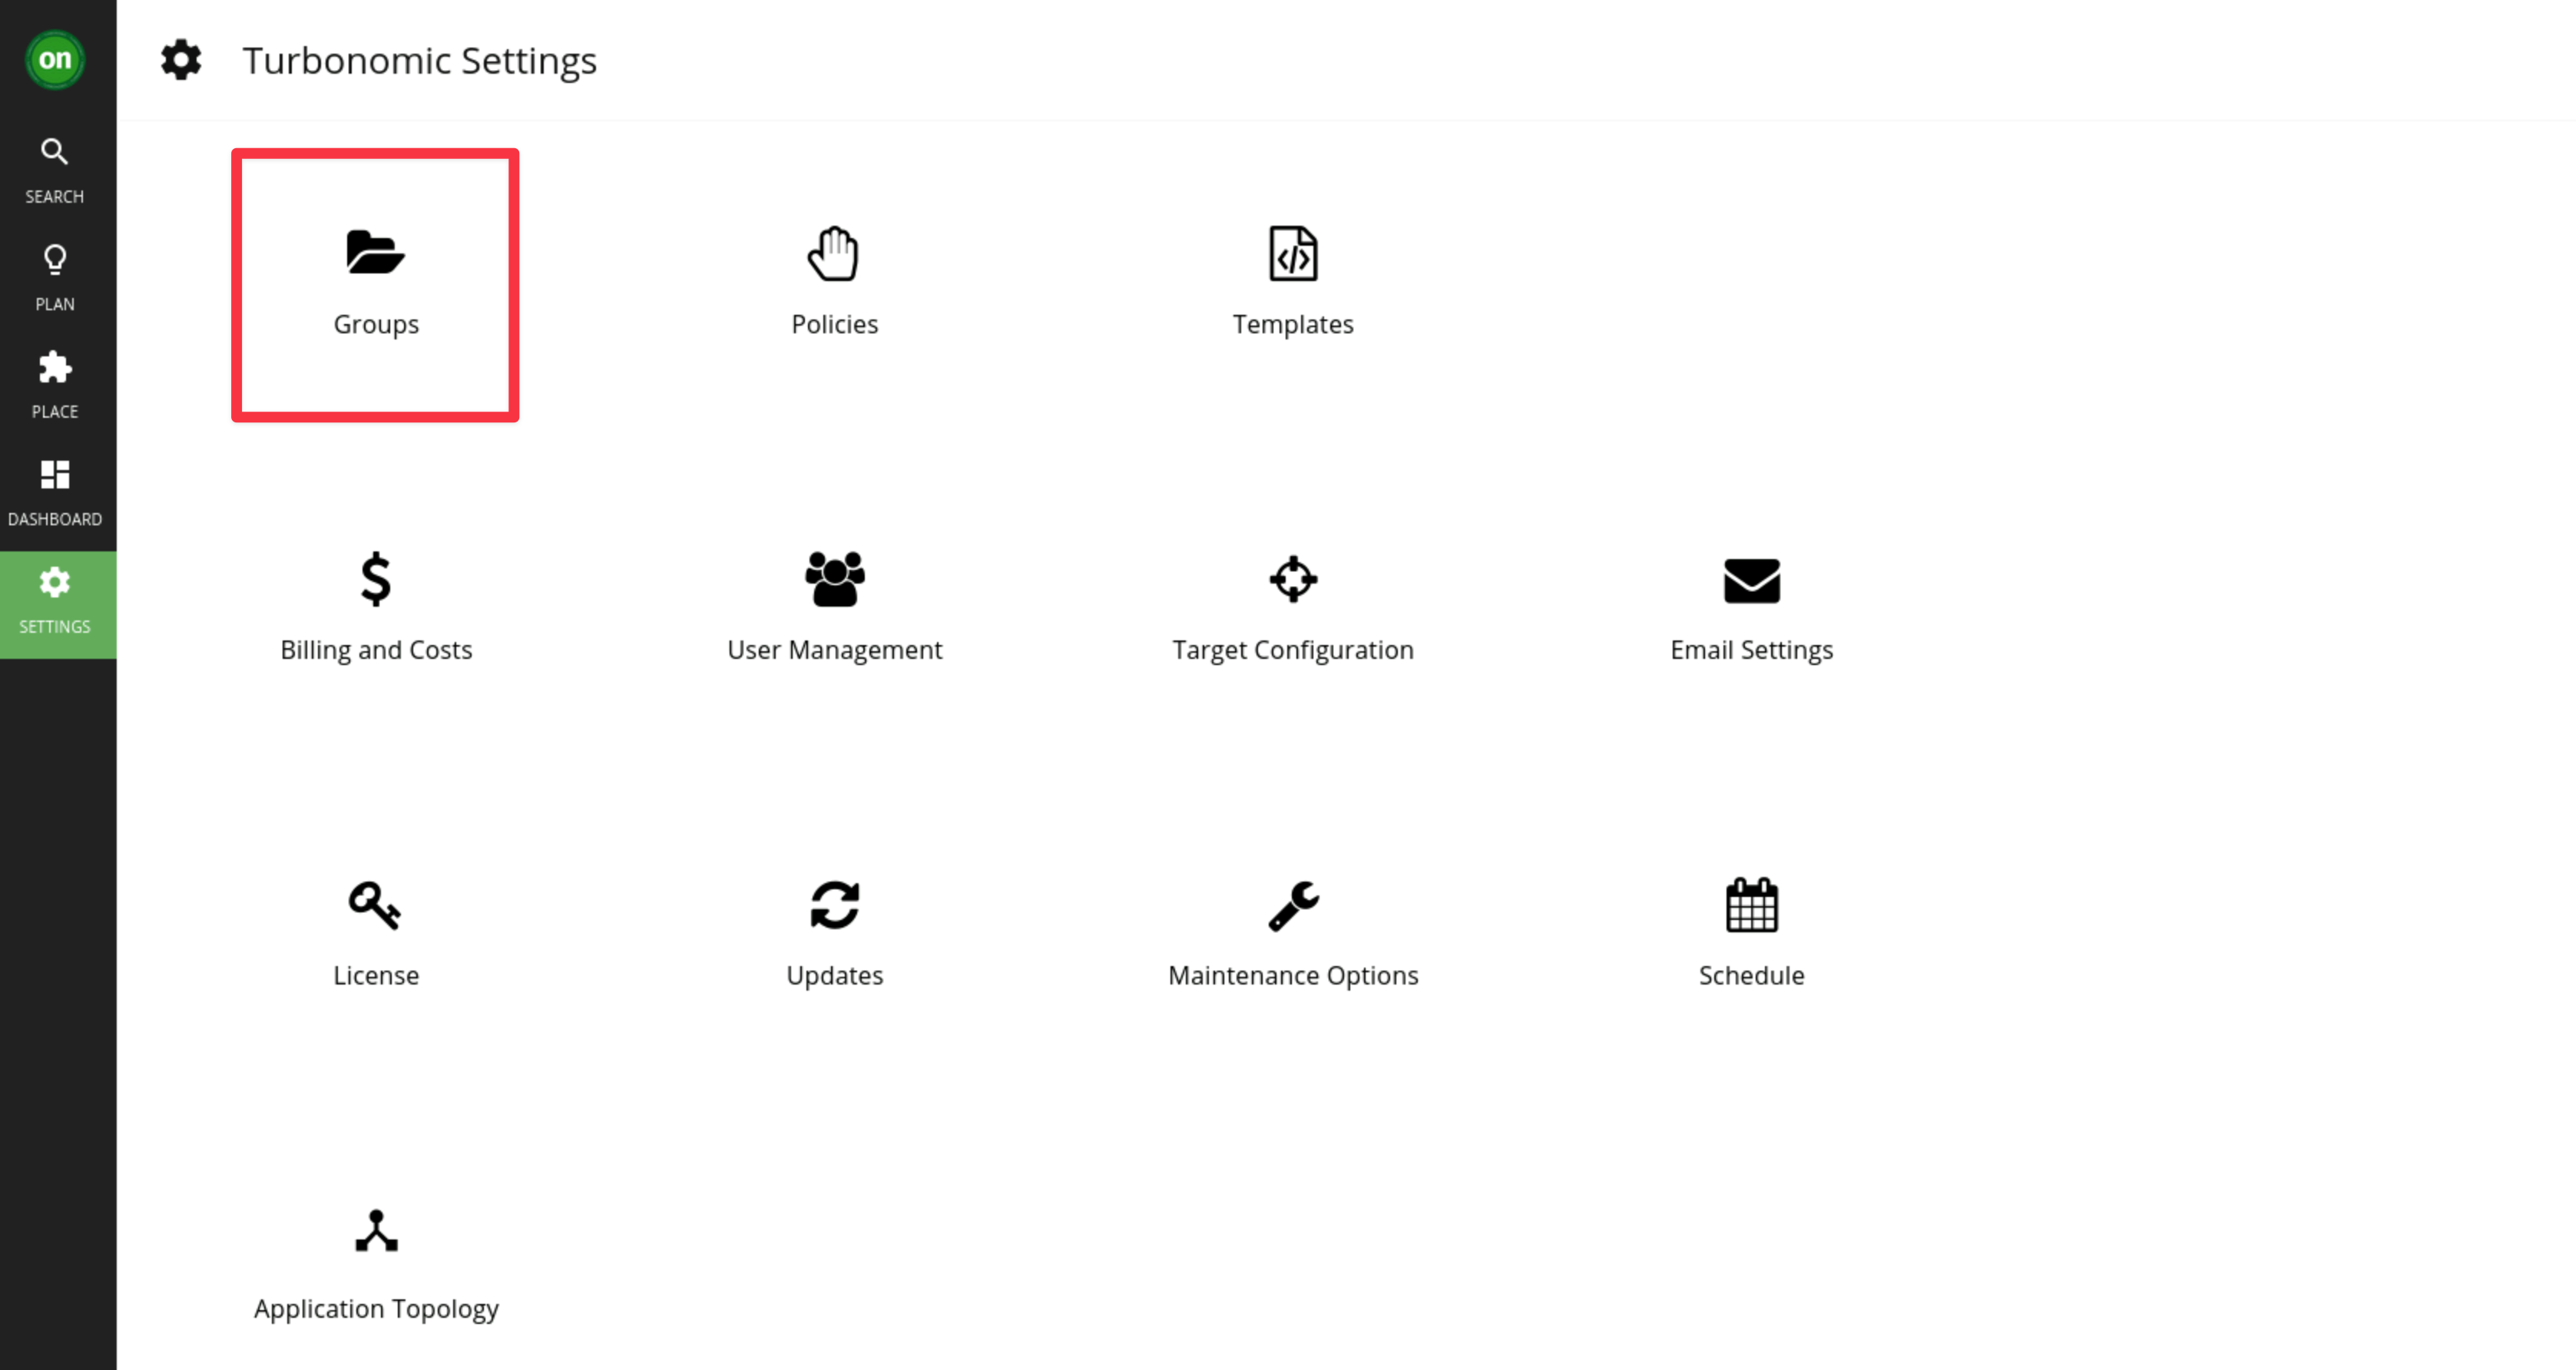 on
Turbonomic Settings
SEARCH
PLAN
PLACE
DASHBOARD
SETTINGS
Groups
Policies
Templates
Billing and Costs
User Management
Target Configuration
Email Settings
License
Updates
Maintenance Options
Schedule
Application Topology